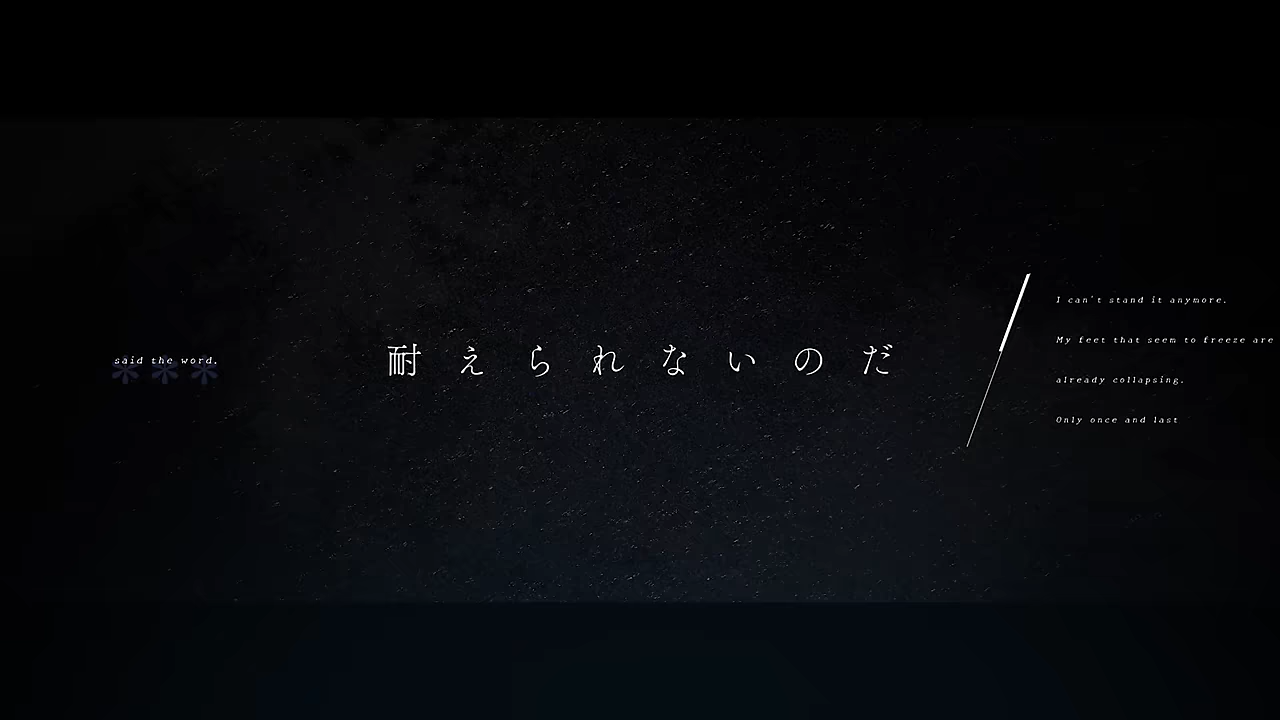 said the word.
***
耐えられないのだ
I can't stand it anymore.
My feet that seem to freeze are
already collapsing.
Only once and last